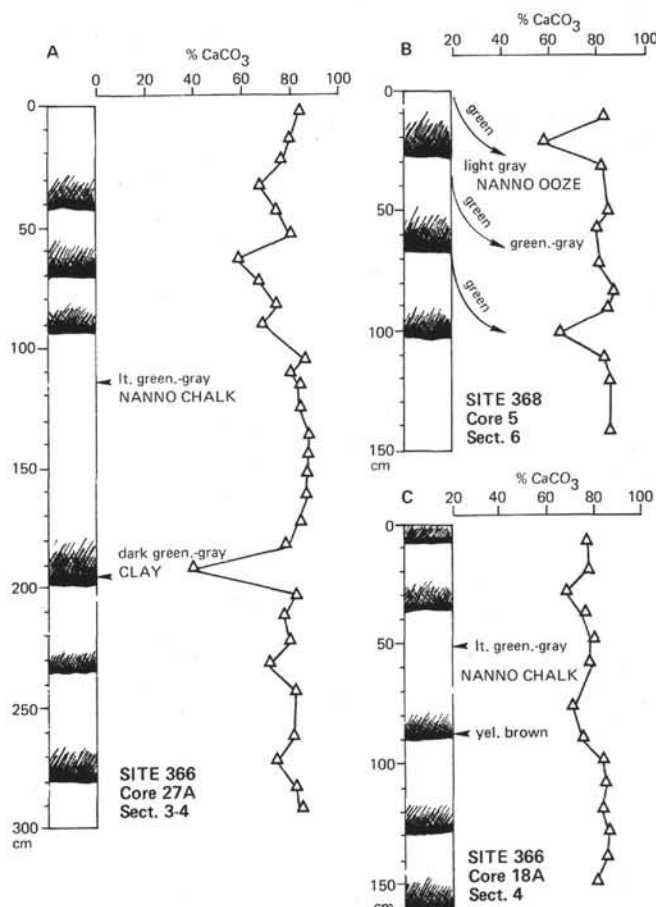 A
% CaCO3
0 20 40 60 80 100
0
50
100
150
200
250
300
cm
lt. green.-gray
NANNO CHALK
dark green.-gray
CLAY
SITE 366
Core 27A
Sect. 3-4
B
% CaCO3
20 40 60 80 100
0
50
100
150
cm
green
light gray
NANNO OOZE
green
green.-gray
green
SITE 368
Core 5
Sect. 6
C
% CaCO3
20 40 60 80 100
0
50
100
150
cm
lt. green.-gray
NANNO CHALK
yel. brown
SITE 366
Core 18A
Sect. 4